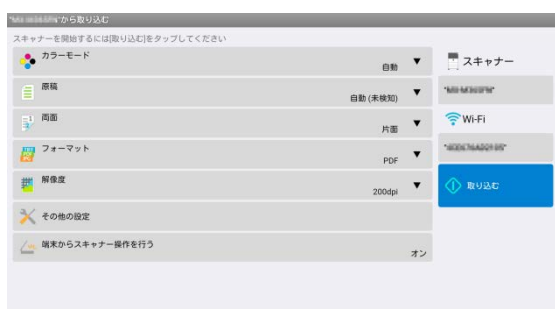 から取り込む
スキャナーを開始するには[取り込む]をタップしてください
カラーモード
自動
原稿
自動 (未検知)
両面
片面
フォーマット
PDF
解像度
200dpi
その他の設定
端末からスキャナー操作を行う
オン
スキャナー
Wi-Fi
取り込む